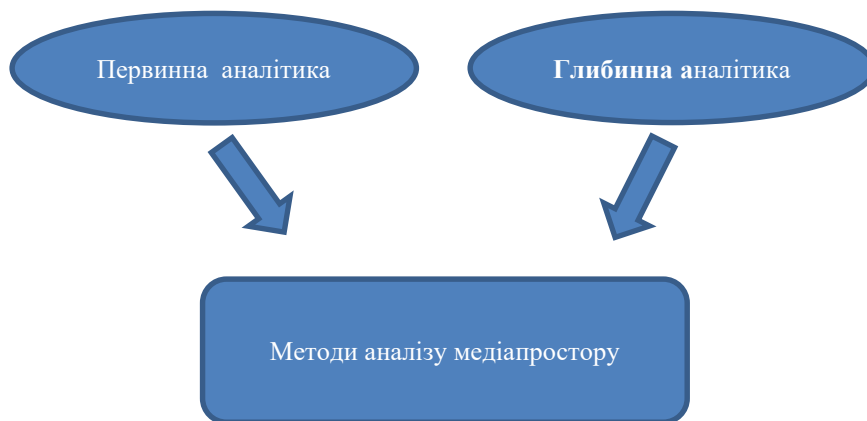 Первинна аналітика
Глибинна аналітика
Методи аналізу медіапростору